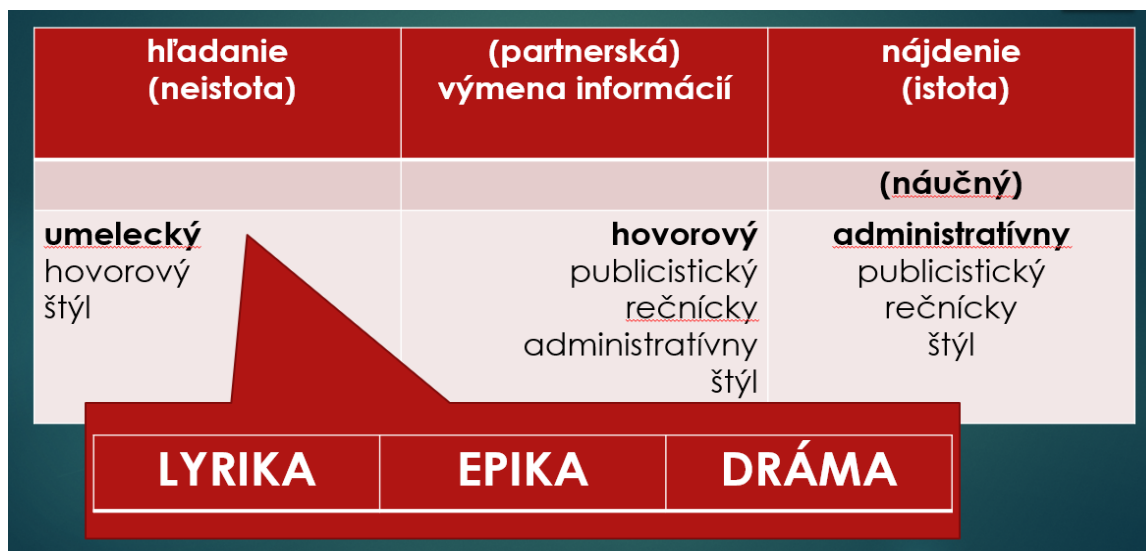 hľadanie
(neistota)
(partnerská)
výmena informácií
nájdenie
(istota)
(náučný)
umelecký
hovorový
štýl
hovorový
publicistický
rečnícky
administratívny
štýl
administratívny
publicistický
rečnícky
štýl
LYRIKA
EPIKA
DRÁMA